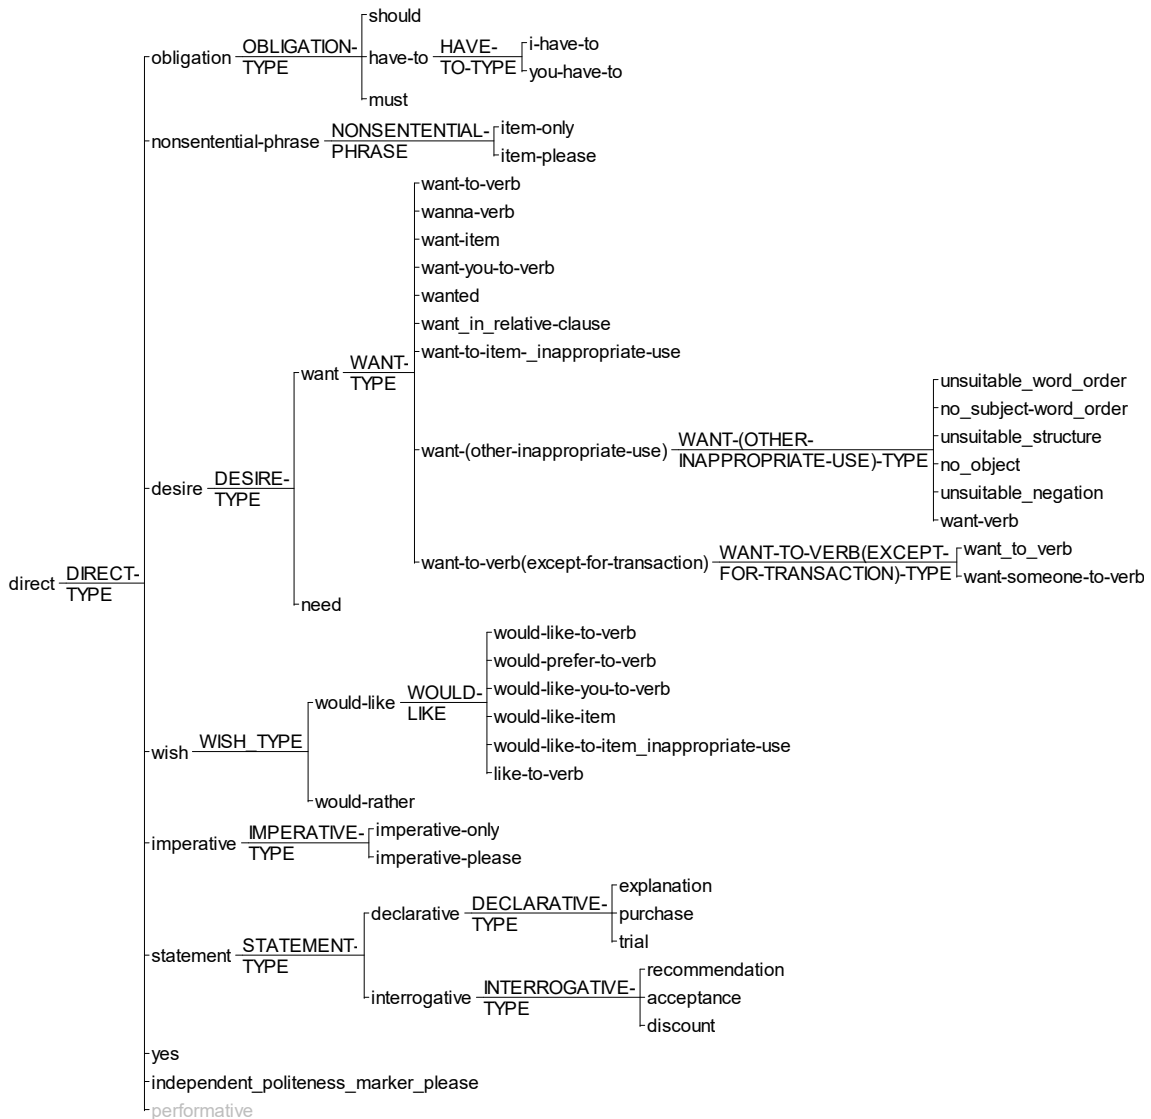 should
obligation OBLIGATION-TYPE have-to HAVE-TO-TYPE i-have-to
you-have-to
must
nonsentential-phrase NONSENTENTIAL-PHRASE item-only
item-please
want-to-verb
wanna-verb
want-item
want-you-to-verb
wanted
want_in_relative-clause
want-to-item-_inappropriate-use
want WANT-TYPE
unsuitable_word_order
no_subject-word_order
unsuitable_structure
want-(other-inappropriate-use) WANT-(OTHER-INAPPROPRIATE-USE)-TYPE
no_object
unsuitable_negation
want-verb
desire DESIRE-TYPE
want-to-verb(except-for-transaction) WANT-TO-VERB(EXCEPT-FOR-TRANSACTION)-TYPE want_to_verb
want-someone-to-verb
direct DIRECT-TYPE
need
would-like-to-verb
would-prefer-to-verb
would-like-you-to-verb
would-like WOULD-LIKE
would-like-item
would-like-to-item_inappropriate-use
wish WISH_TYPE
like-to-verb
would-rather
imperative IMPERATIVE-TYPE imperative-only
imperative-please
explanation
declarative DECLARATIVE-TYPE purchase
trial
statement STATEMENT-TYPE
recommendation
interrogative INTERROGATIVE-TYPE acceptance
discount
yes
independent_politeness_marker_please
performative